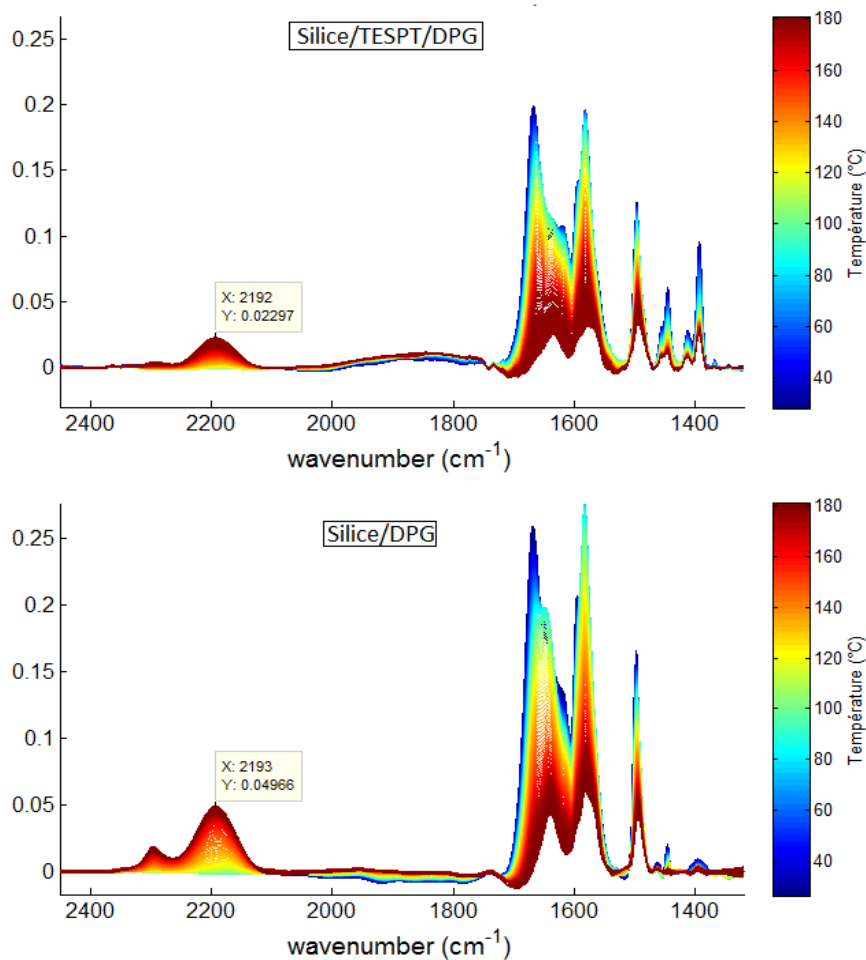 Silice/TESPT/DPG
0.25
0.2
0.15
0.1
0.05
0
X: 2192
Y: 0.02297
2400 2200 2000 1800 1600 1400
wavenumber (cm-1)
180
160
140
120
100
80
60
40
Température (°C)
Silice/DPG
0.25
0.2
0.15
0.1
0.05
0
X: 2193
Y: 0.04966
2400 2200 2000 1800 1600 1400
wavenumber (cm-1)
180
160
140
120
100
80
60
40
Température (°C)